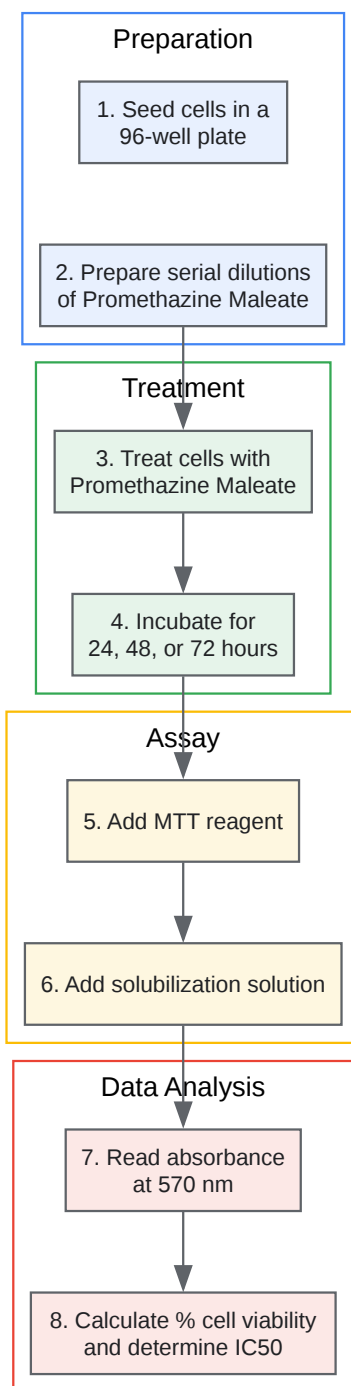 Preparation
1. Seed cells in a
96-well plate
2. Prepare serial dilutions
of Promethazine Maleate
Treatment
3. Treat cells with
Promethazine Maleate
4. Incubate for
24, 48, or 72 hours
Assay
5. Add MTT reagent
6. Add solubilization solution
Data Analysis
7. Read absorbance
at 570 nm
8. Calculate % cell viability
and determine IC50